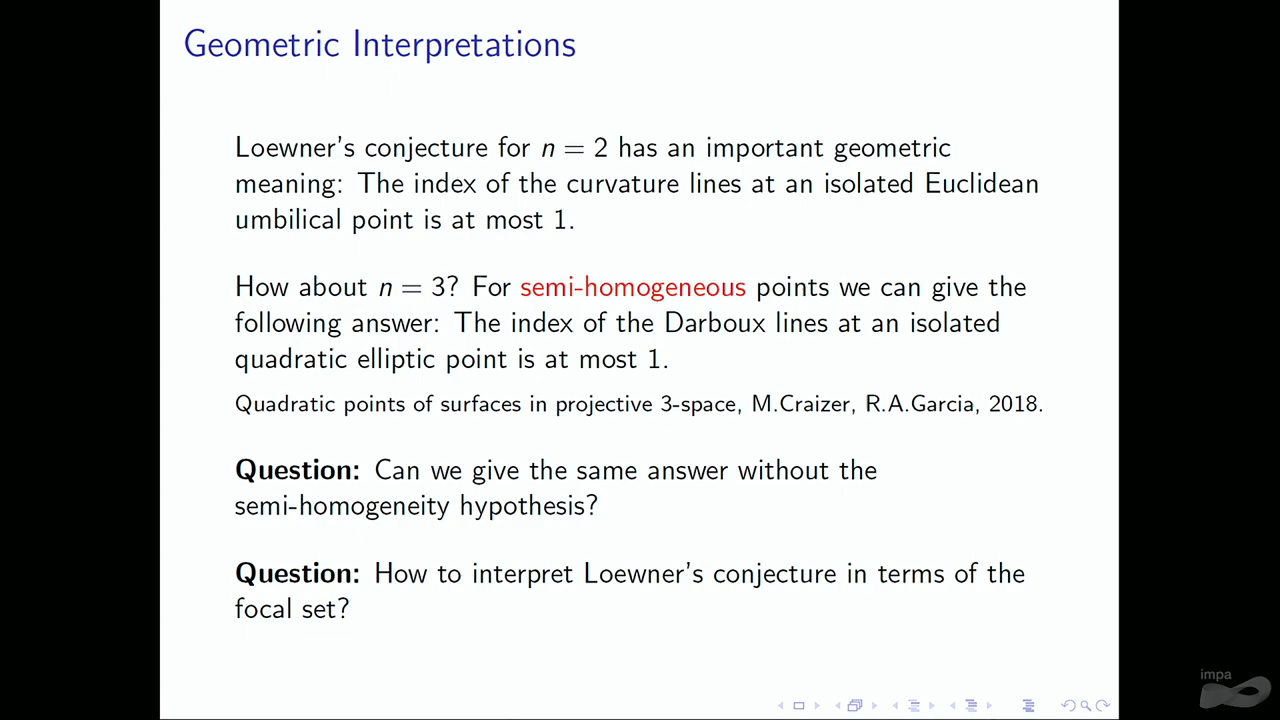 Geometric Interpretations
Loewner's conjecture for n = 2 has an important geometric
meaning: The index of the curvature lines at an isolated Euclidean
umbilical point is at most 1.
How about n = 3? For semi-homogeneous points we can give the
following answer: The index of the Darboux lines at an isolated
quadratic elliptic point is at most 1.
Quadratic points of surfaces in projective 3-space, M.Craizer, R.A.Garcia, 2018.
Question: Can we give the same answer without the
semi-homogeneity hypothesis?
Question: How to interpret Loewner's conjecture in terms of the
focal set?
impa